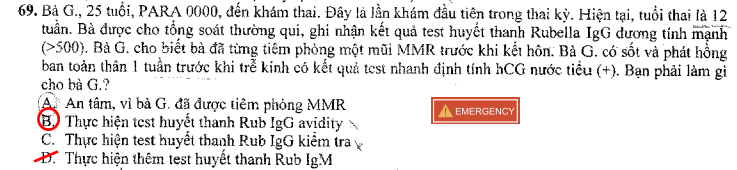 69. Bà G., 25 tuổi, PARA 0000, đến khám thai. Đây là lần khám đầu tiên trong thai kỳ. Hiện tại, tuổi thai là 12
tuần. Bà được cho tổng soát thường qui, ghi nhận kết quả test huyết thanh Rubella IgG dương tính mạnh
(>500). Bà G. cho biết bà đã từng tiêm phòng một mũi MMR trước khi kết hôn. Bà G. có sốt và phát hồng
ban toàn thân 1 tuần trước khi trễ kinh có kết quả test nhanh định tính hCG nước tiểu (+). Bạn phải làm gì
cho bà G.?
A. An tâm, vì bà G. đã được tiêm phòng MMR
B. Thực hiện test huyết thanh Rub IgG avidity
EMERGENCY
C. Thực hiện test huyết thanh Rub IgG kiểm tra
D. Thực hiện thêm test huyết thanh Rub IgM